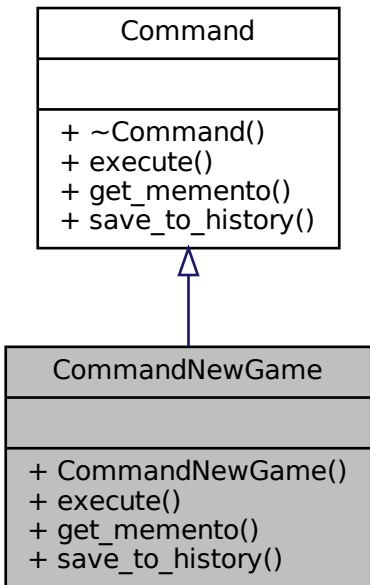 Command
+ ~Command()
+ execute()
+ get_memento()
+ save_to_history()
CommandNewGame
+ CommandNewGame()
+ execute()
+ get_memento()
+ save_to_history()